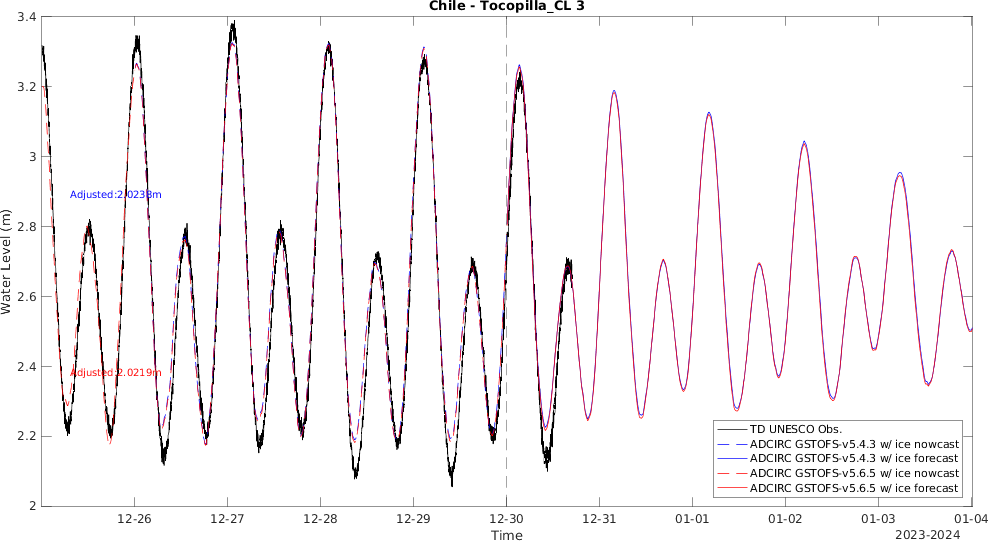 Chile - Tocopilla_CL 3
3.4
3.2
3
2.8
2.6
2.4
2.2
2
Water Level (m)
Adjusted:2.0238m
Adjusted:2.0219m
TD UNESCO Obs.
ADCIRC GSTOFS-v5.4.3 w/ ice nowcast
ADCIRC GSTOFS-v5.4.3 w/ ice forecast
ADCIRC GSTOFS-v5.6.5 w/ ice nowcast
ADCIRC GSTOFS-v5.6.5 w/ ice forecast
12-26 12-27 12-28 12-29 12-30 12-31 01-01 01-02 01-03 01-04
Time
2023-2024